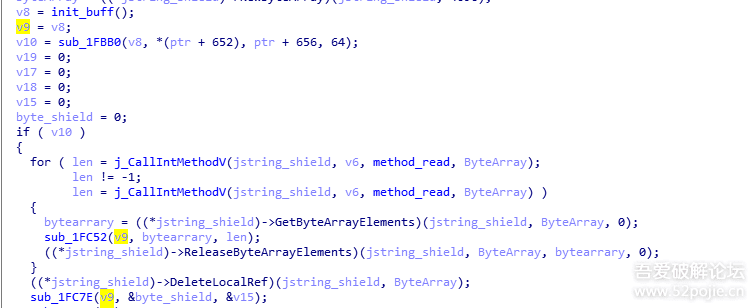 v8 = init_buff();
v9 = v8;
v10 = sub_1FBB0(v8, *(ptr + 652), ptr + 656, 64);
v19 = 0;
v17 = 0;
v18 = 0;
v15 = 0;
byte_shield = 0;
if ( v10 )
{
for ( len = j_CallIntMethodV(jstring_shield, v6, method_read, ByteArray);
len != -1;
len = j_CallIntMethodV(jstring_shield, v6, method_read, ByteArray) )
{
bytearrary = ((*jstring_shield)->GetByteArrayElements)(jstring_shield, ByteArray, 0);
sub_1FC52(v9, bytearrary, len);
((*jstring_shield)->ReleaseByteArrayElements)(jstring_shield, ByteArray, bytearrary, 0);
}
((*jstring_shield)->DeleteLocalRef)(jstring_shield, ByteArray);
sub_1FC7E(v9, &byte_shield, &v15);
吾爱破解论坛
www.52pojie.cn